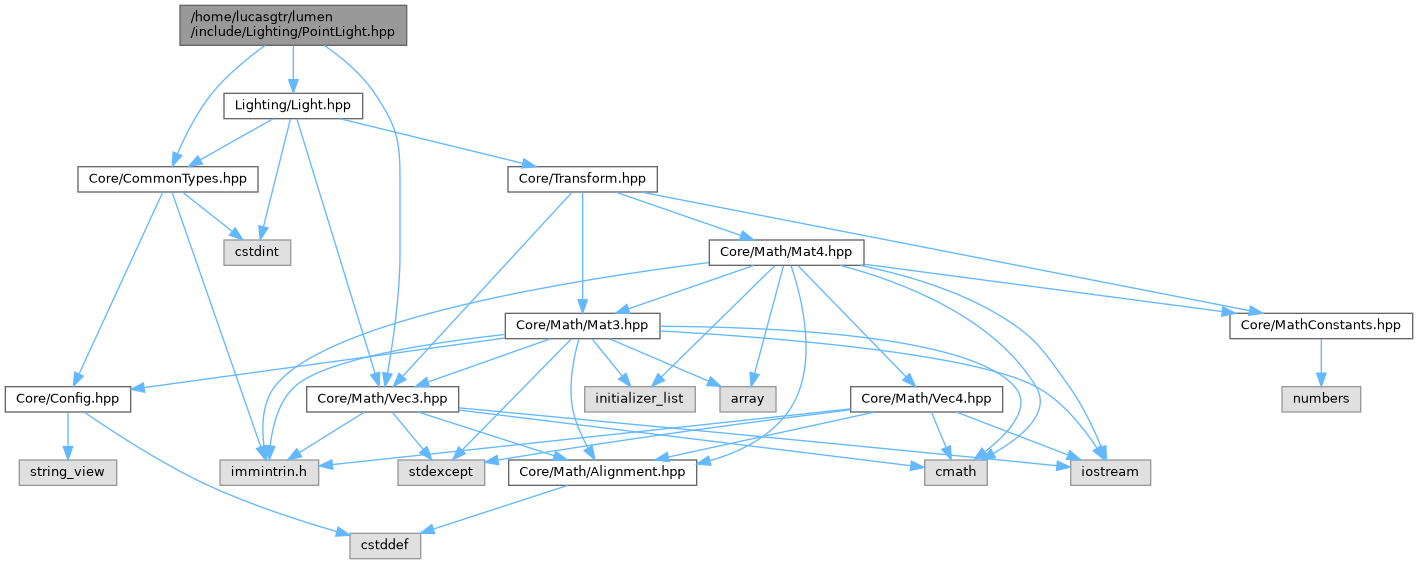 /home/lucasgtr/lumen
/include/Lighting/PointLight.hpp
Lighting/Light.hpp
Core/CommonTypes.hpp
Core/Transform.hpp
cstdint
Core/Math/Mat4.hpp
Core/Math/Mat3.hpp
Core/MathConstants.hpp
Core/Config.hpp
Core/Math/Vec3.hpp
initializer_list
array
Core/Math/Vec4.hpp
numbers
string_view
immintrin.h
stdexcept
Core/Math/Alignment.hpp
cmath
iostream
cstddef